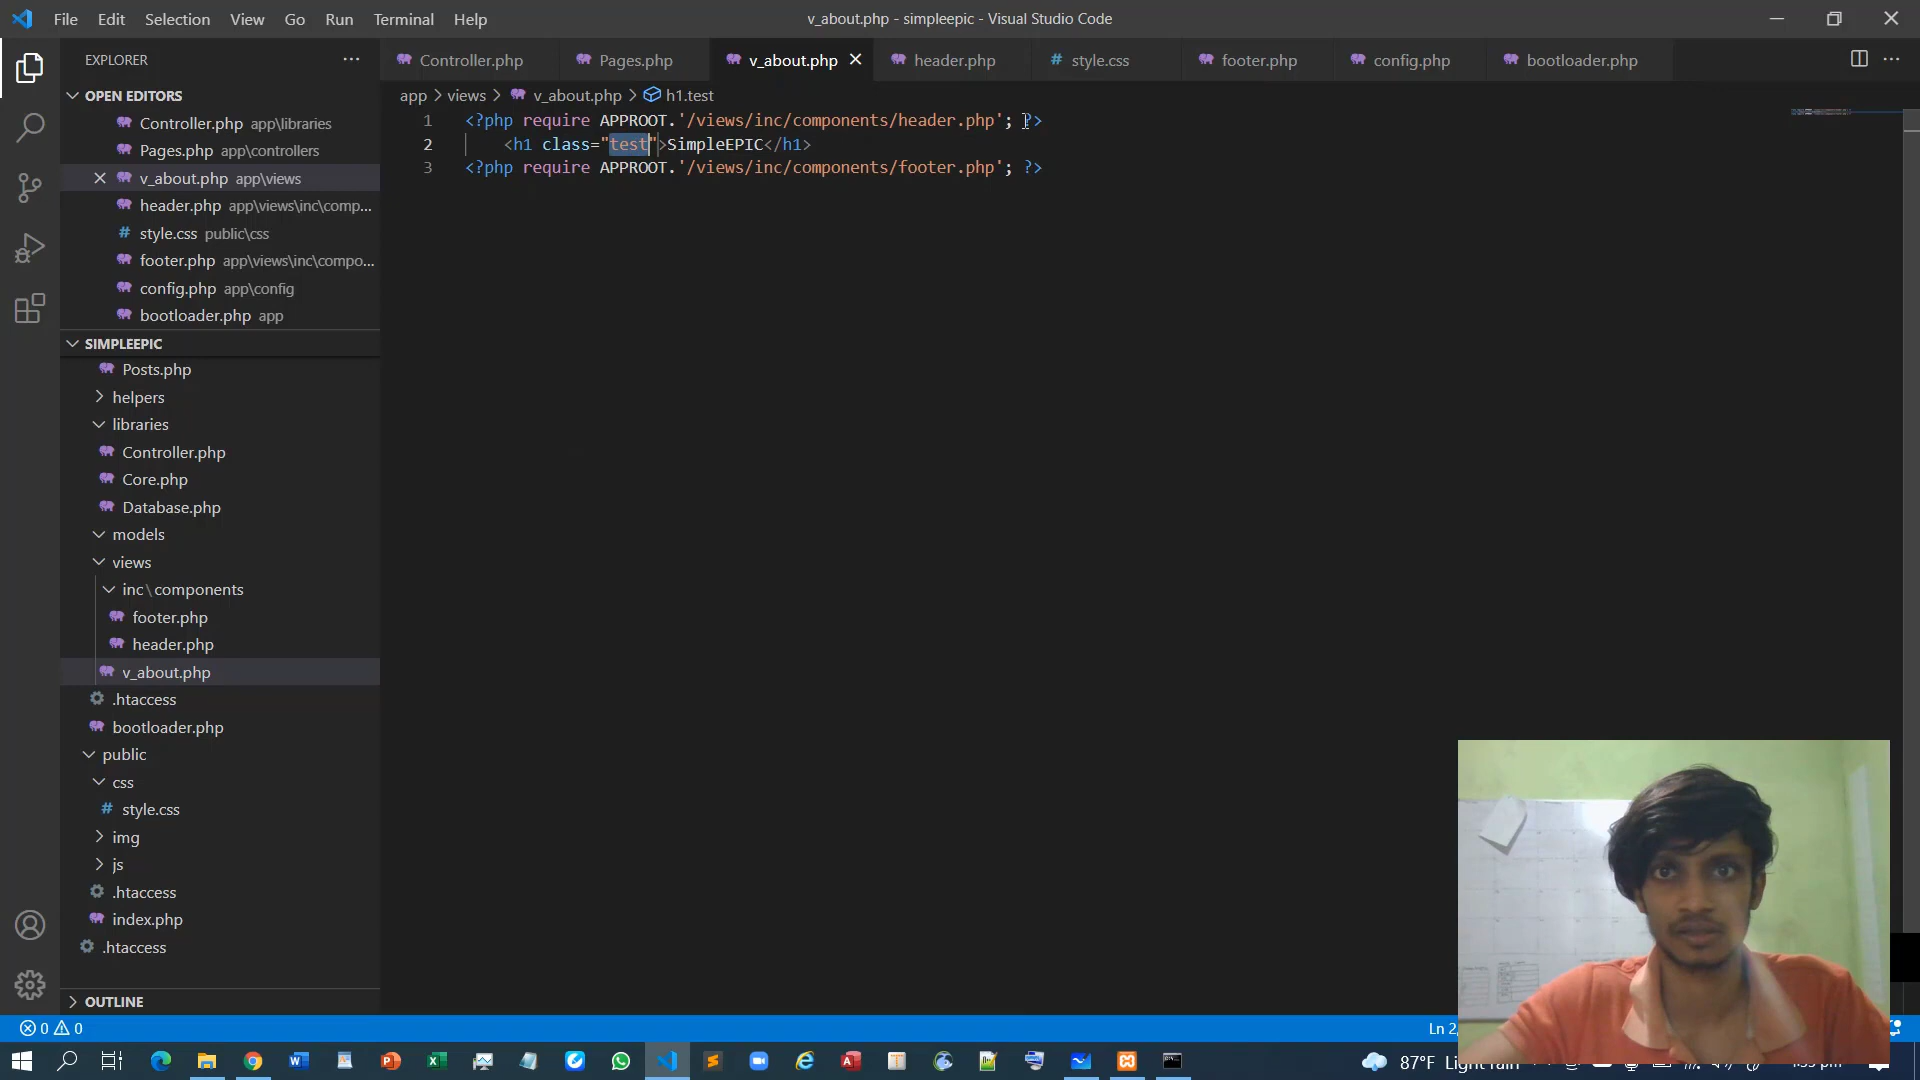 File Edit Selection View Go Run Terminal Help
v_about.php - simpleepic - Visual Studio Code
EXPLORER
OPEN EDITORS
Controller.php app\libraries
Pages.php app\controllers
v_about.php app\views
header.php app\views\inc\comp...
style.css public\css
footer.php app\views\inc\compo...
config.php app\config
bootloader.php app
SIMPLEEPIC
Posts.php
helpers
libraries
Controller.php
Core.php
Database.php
models
views
inc\components
footer.php
header.php
v_about.php
.htaccess
bootloader.php
public
css
style.css
img
js
.htaccess
index.php
.htaccess
OUTLINE
Controller.php Pages.php v_about.php header.php style.css footer.php config.php bootloader.php
app > views > v_about.php > h1.test
1 <?php require APPROOT.'/views/inc/components/header.php'; ?>
2 <h1 class="test">SimpleEPIC</h1>
3 <?php require APPROOT.'/views/inc/components/footer.php'; ?>
0 0
Ln 2,
87°F Light rain